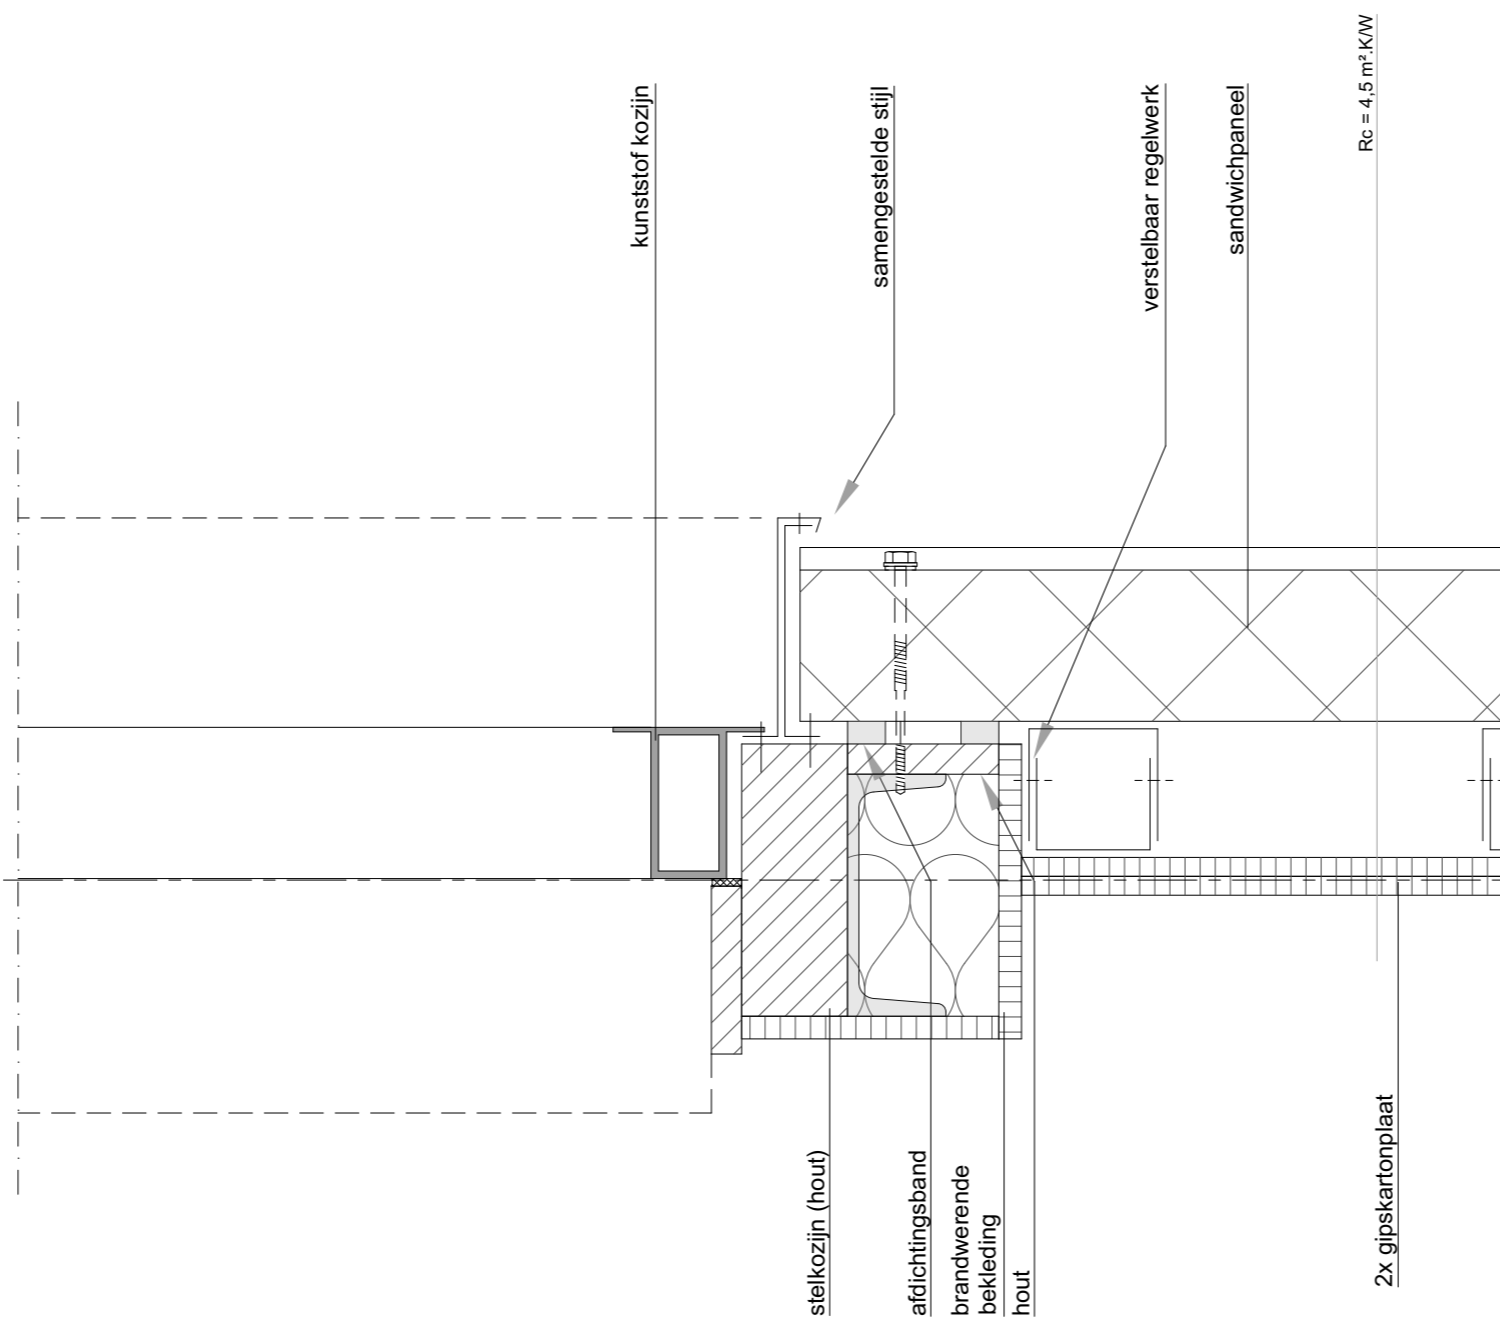 kunststof kozijn
samengestelde stijl
verstelbaar regelwerk
sandwichpaneel
Rc = 4,5 m².K/W
stelkozijn (hout)
afdichtingsband
brandwerende
bekleding
hout
2x gipskartonplaat